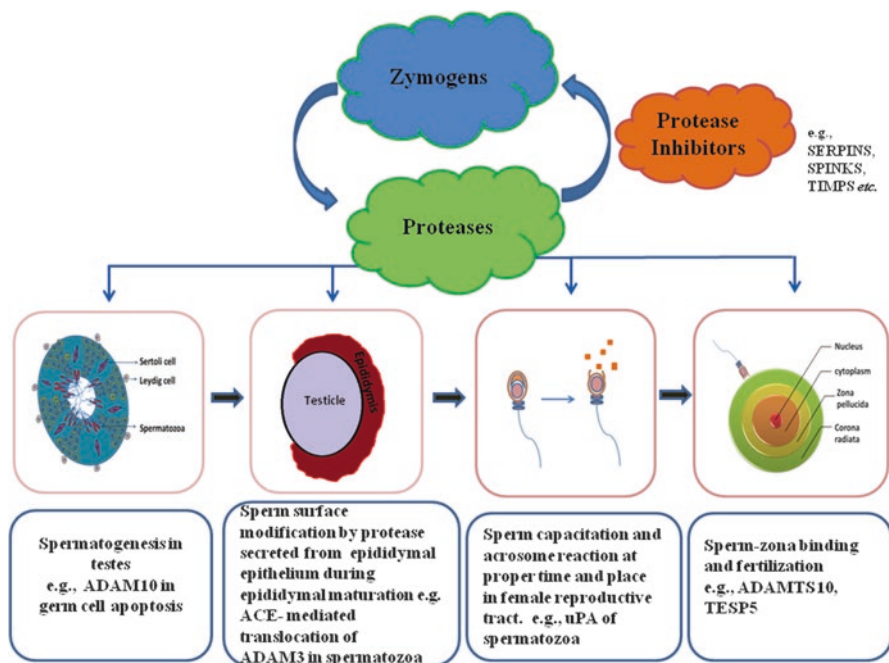 Zymogens
Protease
Inhibitors
e.g.,
SERPINS,
SPINKS,
TIMPS etc.
Proteases
Sertoli cell
Leydig cell
Spermatozoa
Testicle
Epididymis
Nucleus
cytoplasm
Zona
pellucida
Corona
radiata
Spermatogenesis in
testes
e.g., ADAM10 in
germ cell apoptosis
Sperm surface
modification by protease
secreted from epididymal
epithelium during
epididymal maturation e.g.
ACE- mediated
translocation of
ADAM3 in spermatozoa
Sperm capacitation and
acrosome reaction at
proper time and place
in female reproductive
tract. e.g., uPA of
spermatozoa
Sperm-zona binding
and fertilization
e.g., ADAMTS10,
TESP5